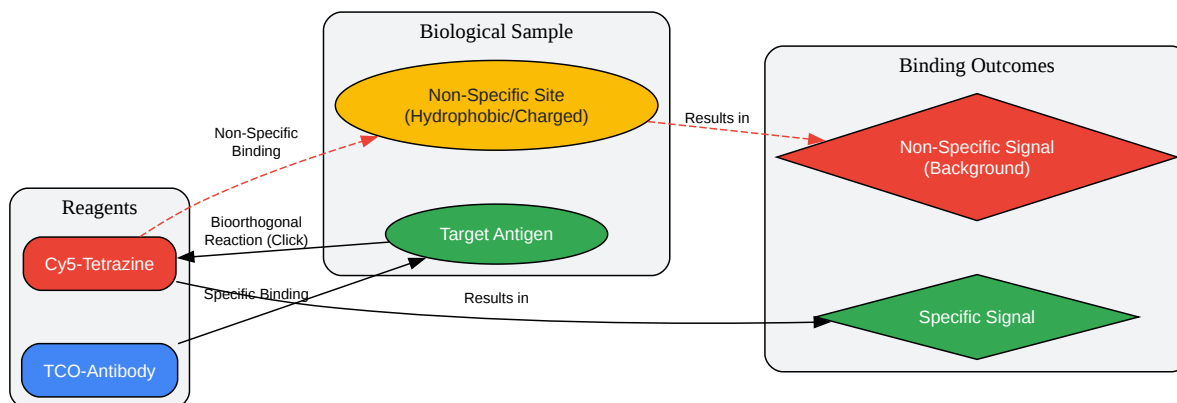 Biological Sample
Non-Specific Site
(Hydrophobic/Charged)
Target Antigen
Binding Outcomes
Non-Specific Signal
(Background)
Specific Signal
Reagents
Cy5-Tetrazine
TCO-Antibody
Non-Specific
Binding
Results in
Bioorthogonal
Reaction (Click)
Specific Binding
Results in